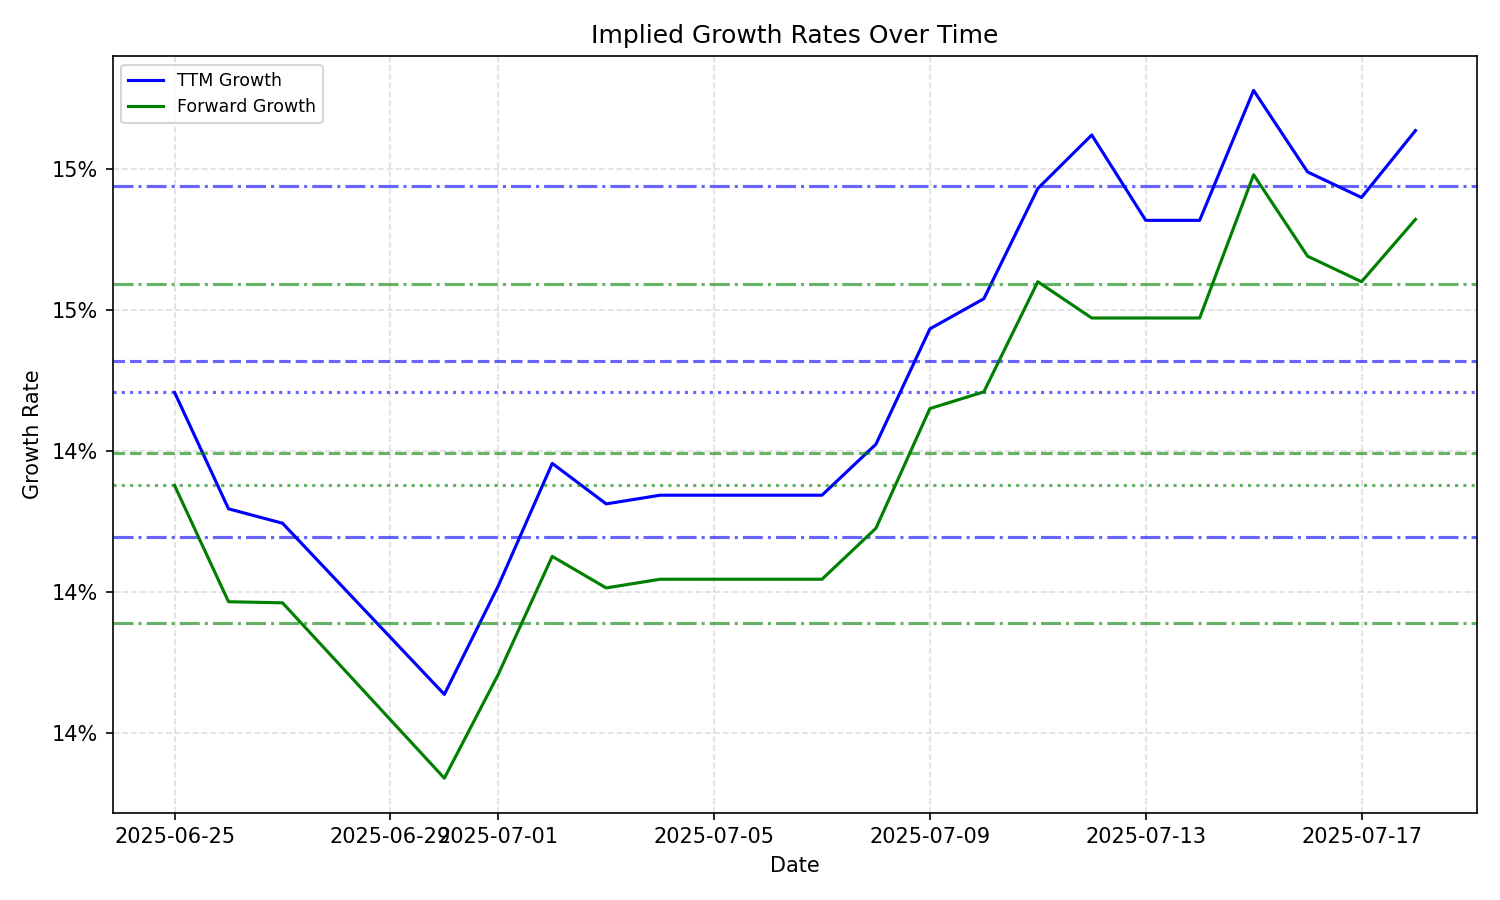 Implied Growth Rates Over Time
TTM Growth
Forward Growth
15%
15%
14%
14%
14%
Growth Rate
2025-06-25
2025-06-29
2025-07-01
2025-07-05
2025-07-09
2025-07-13
2025-07-17
Date